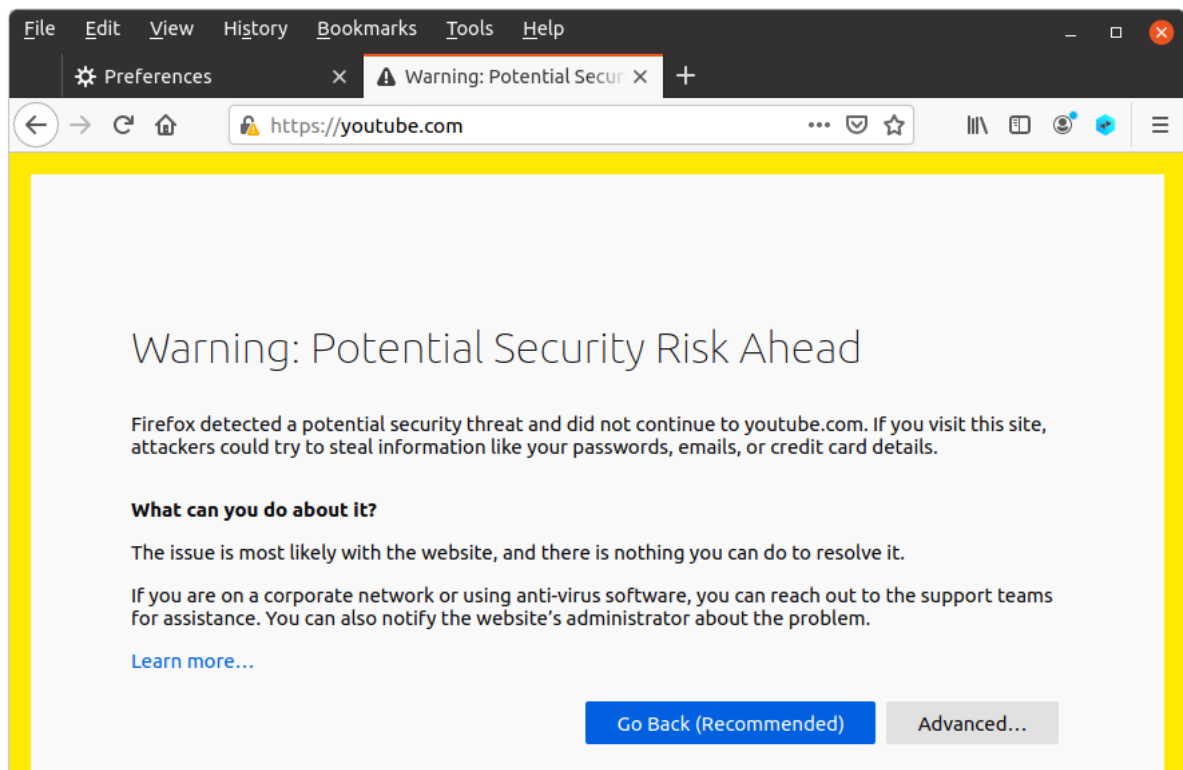 File Edit View History Bookmarks Tools Help
Preferences Warning: Potential Secur
https://youtube.com
Warning: Potential Security Risk Ahead
Firefox detected a potential security threat and did not continue to youtube.com. If you visit this site,
attackers could try to steal information like your passwords, emails, or credit card details.
What can you do about it?
The issue is most likely with the website, and there is nothing you can do to resolve it.
If you are on a corporate network or using anti-virus software, you can reach out to the support teams
for assistance. You can also notify the website’s administrator about the problem.
Learn more…
Go Back (Recommended) Advanced…